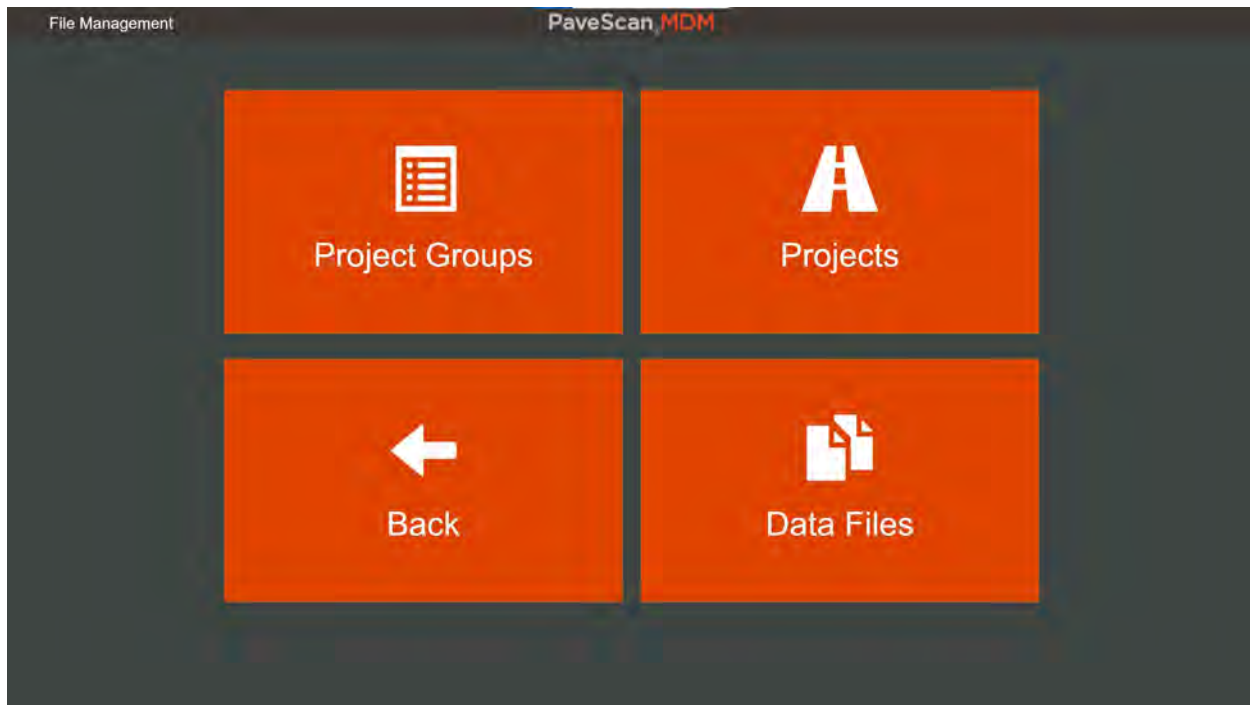 File Management
PaveScan MDM
Project Groups
Projects
Back
Data Files